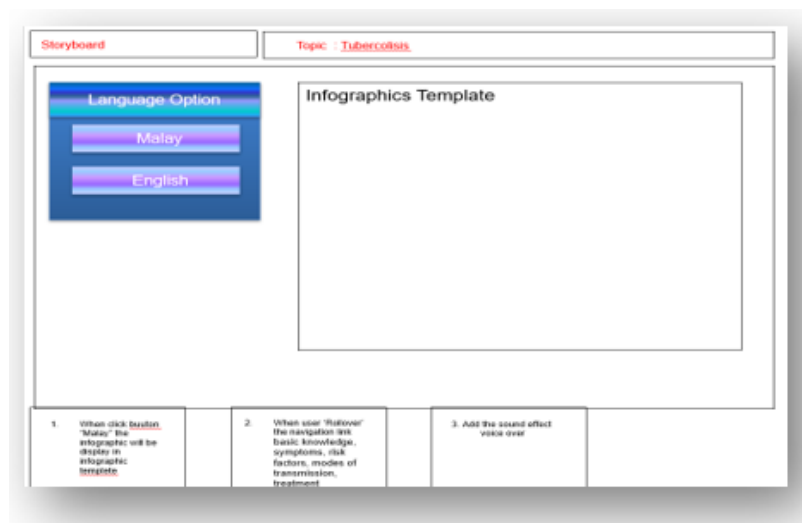 Storyboard
Topic : Tubercolisis
Language Option
Malay
English
Infographics Template
1. When click buuton
"Malay" the
infographic will be
display in
infographic
templete
2. When user 'Rollover'
the navigation link
basic knowledge,
symptoms, risk
factors, modes of
transmission,
treatment
3. Add the sound effect
voice over